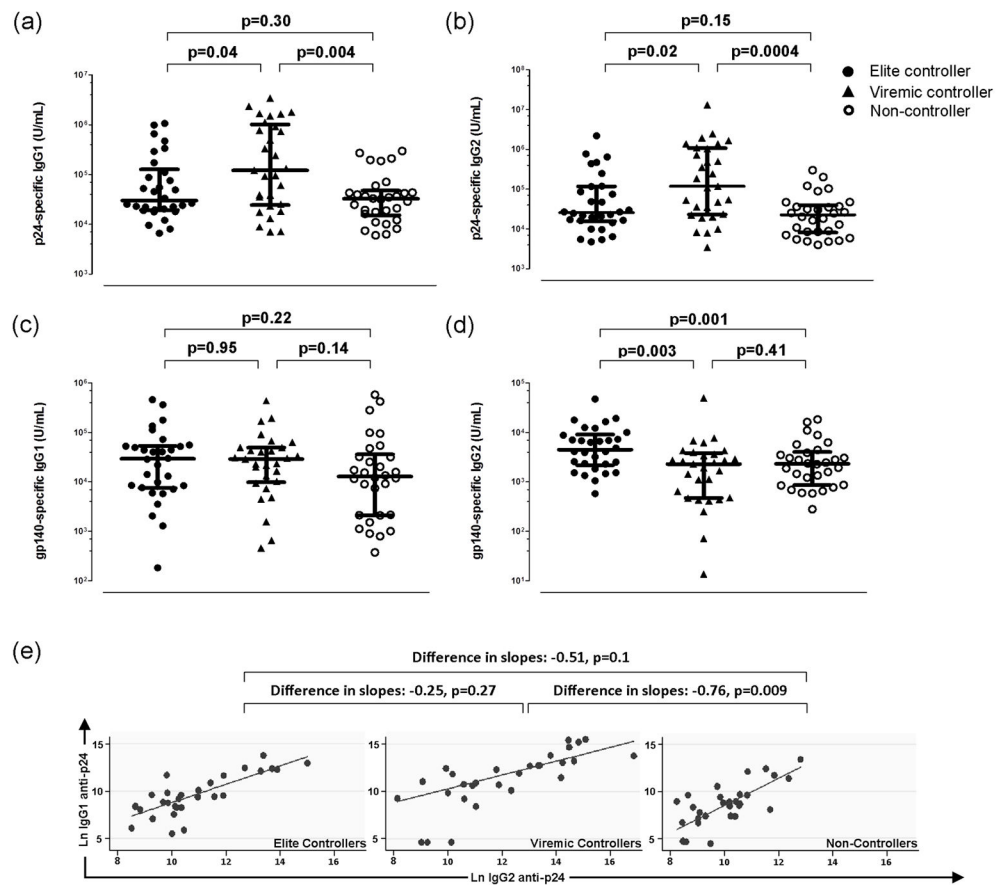 (a)
p=0.30
p=0.04
p=0.004
p24-specific IgG1 (U/mL)
10⁷
10⁶
10⁵
10⁴
10³
(b)
p=0.15
p=0.02
p=0.0004
p24-specific IgG2 (U/mL)
10⁸
10⁷
10⁶
10⁵
10⁴
10³
Elite controller
Viremic controller
Non-controller
(c)
p=0.22
p=0.95
p=0.14
gp140-specific IgG1 (U/mL)
10⁶
10⁵
10⁴
10³
10²
(d)
p=0.001
p=0.003
p=0.41
gp140-specific IgG2 (U/mL)
10⁵
10⁴
10³
10²
10¹
(e)
Difference in slopes: -0.51, p=0.1
Difference in slopes: -0.25, p=0.27
Difference in slopes: -0.76, p=0.009
Ln IgG1 anti-p24
15
10
5
Elite Controllers
8 10 12 14 16
15
10
5
Viremic Controllers
8 10 12 14 16
15
10
5
Non-Controllers
8 10 12 14 16
Ln IgG2 anti-p24